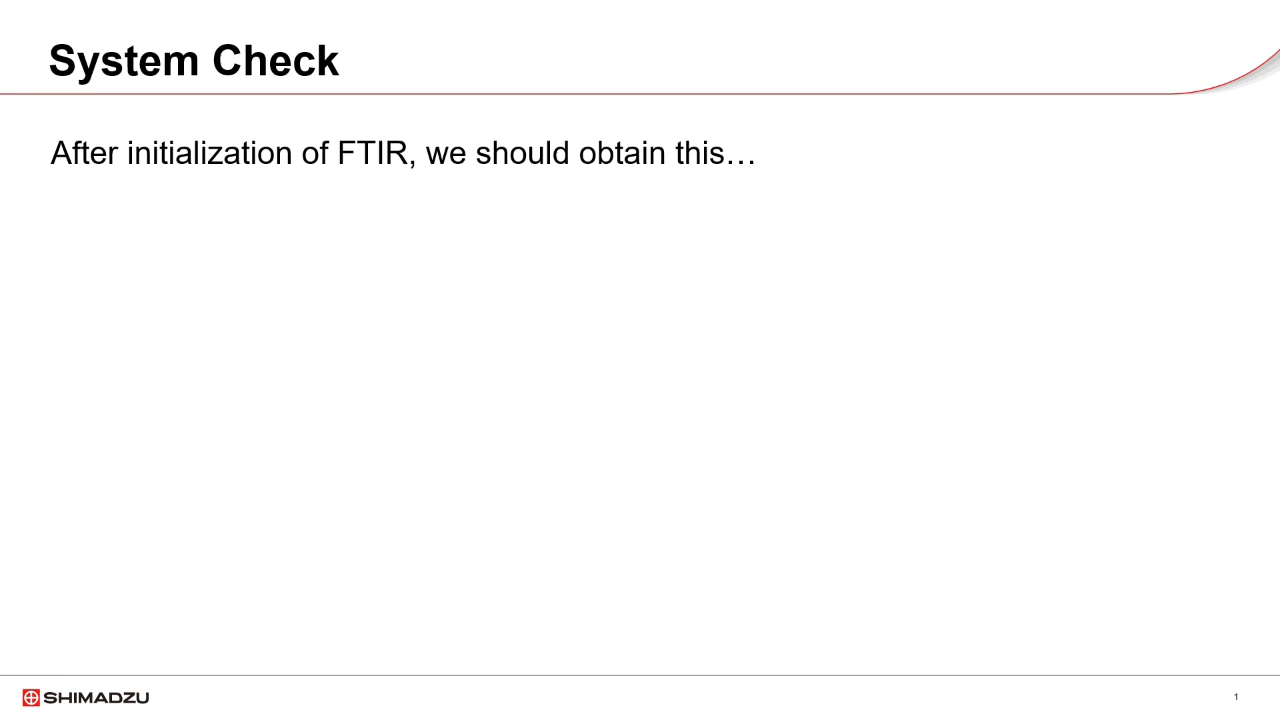 System Check
After initialization of FTIR, we should obtain this…
SHIMADZU
1